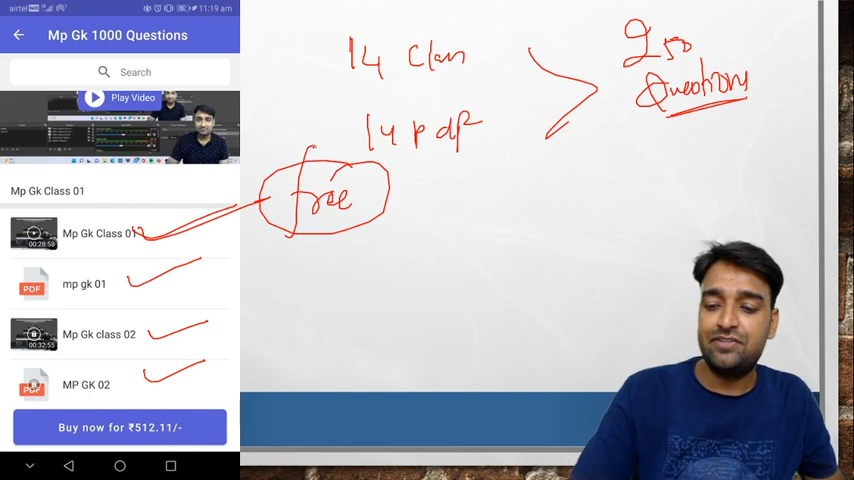 airtel 11:19 am
Mp Gk 1000 Questions
Search
Play Video
Mp Gk Class 01
Mp Gk Class 01
00:28:58
mp gk 01
PDF
Mp Gk class 02
00:32:55
MP GK 02
PDF
Buy now for ₹512.11/-
14 Class
14 Pdf
free
250
Questions